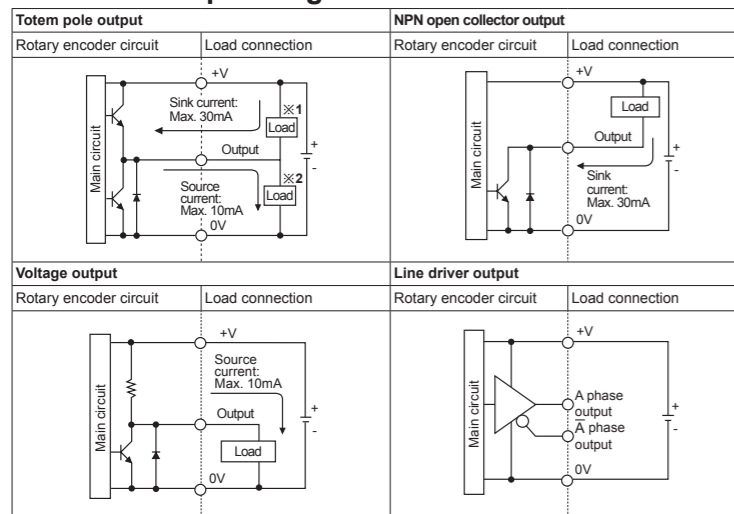 Totem pole output
NPN open collector output
Rotary encoder circuit
Load connection
Rotary encoder circuit
Load connection
Main circuit
+V
Sink current:
Max. 30mA
※1
Load
Output
Source
current:
Max. 10mA
※2
Load
0V
+
-
Main circuit
+V
Load
Output
Sink
current:
Max. 30mA
0V
+
-
Voltage output
Line driver output
Rotary encoder circuit
Load connection
Rotary encoder circuit
Load connection
Main circuit
+V
Source
current:
Max. 10mA
Output
Load
0V
+
-
Main circuit
+V
A phase
output
A̅ phase
output
0V
+
-